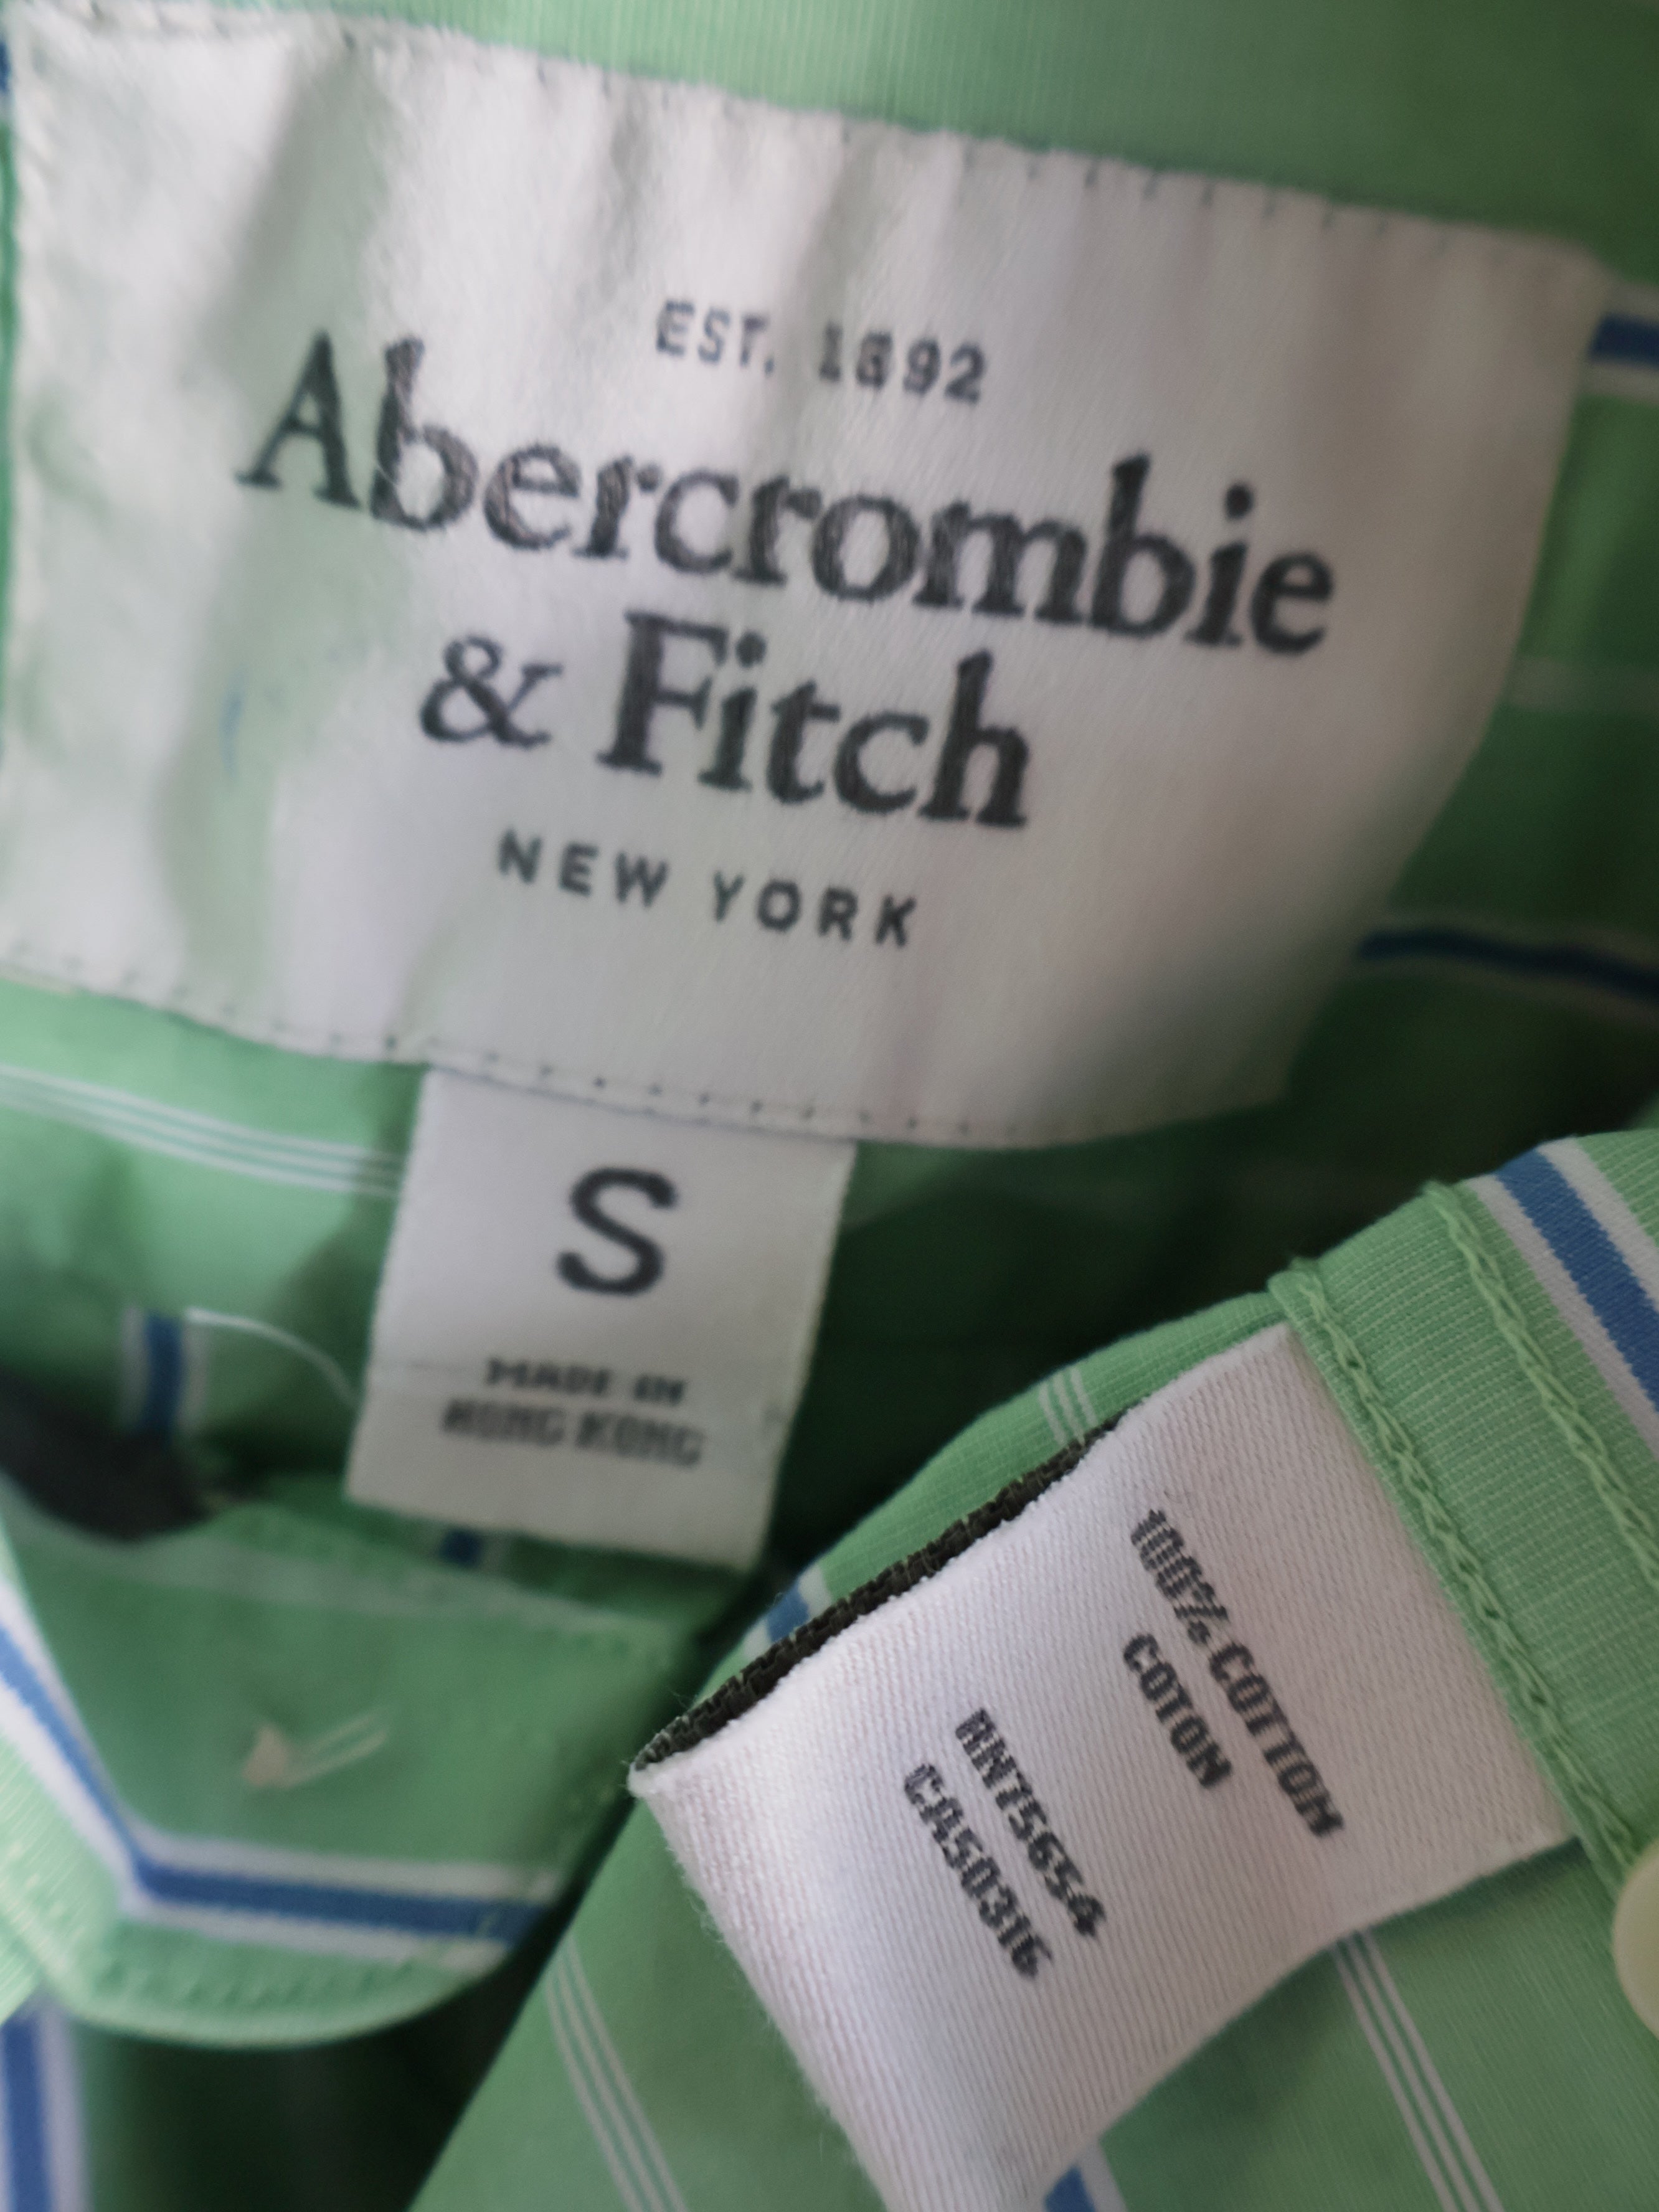 EST. 1892
Abercrombie
& Fitch
NEW YORK
S
MADE IN
HONG KONG
100% COTTON
COTON
RN75654
CA50316